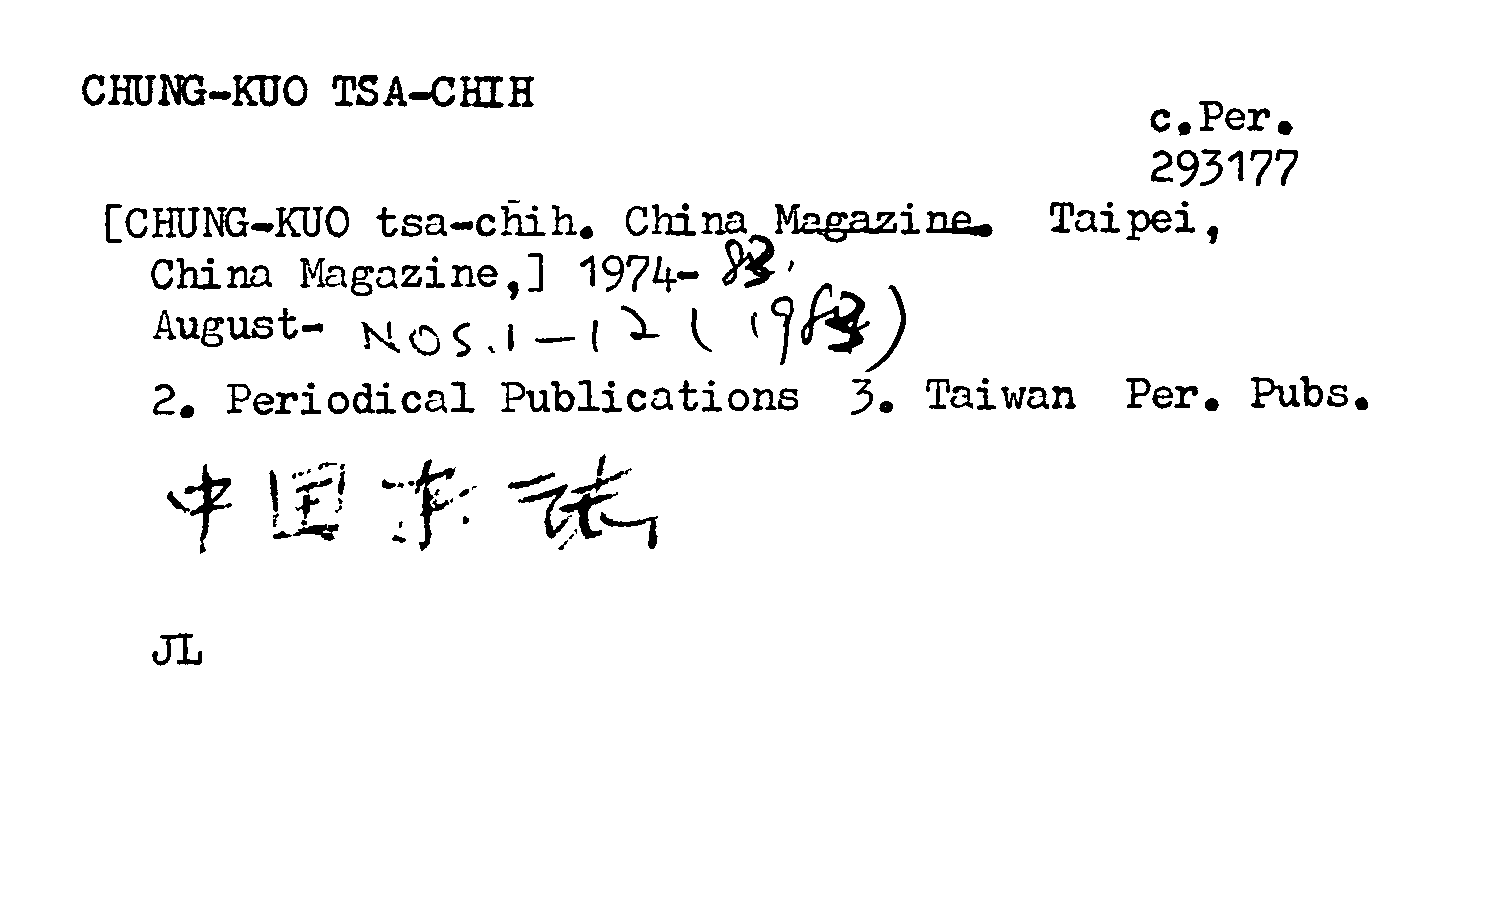 CHUNG-KUO TSA-CHIH
c.Per.
293177
[CHUNG-KUO tsa-chih. China Magazine. Taipei,
China Magazine,] 1974- 83.
August- NOS.1-12 (1983)
2. Periodical Publications 3. Taiwan Per. Pubs.
中国杂誌
JL